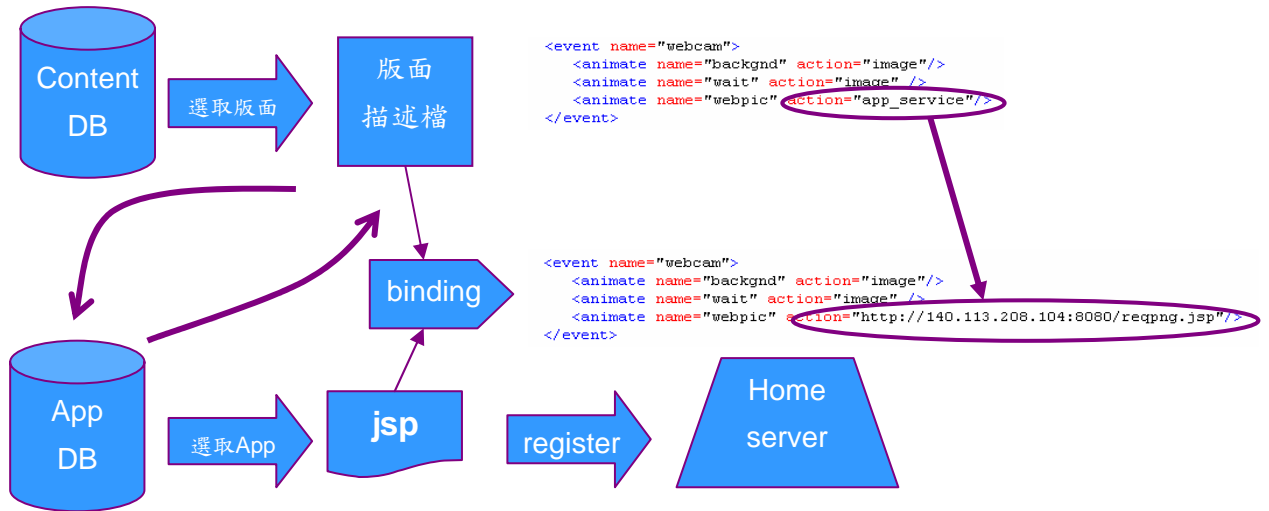 Content
DB
選取版面
版面
描述檔
<event name="webcam">
<animate name="backgnd" action="image"/>
<animate name="wait" action="image" />
<animate name="webpic" action="app_service"/>
</event>
binding
<event name="webcam">
<animate name="backgnd" action="image"/>
<animate name="wait" action="image" />
<animate name="webpic" action="http://140.113.208.104:8080/reqpng.jsp"/>
</event>
App
DB
選取App
jsp
register
Home
server